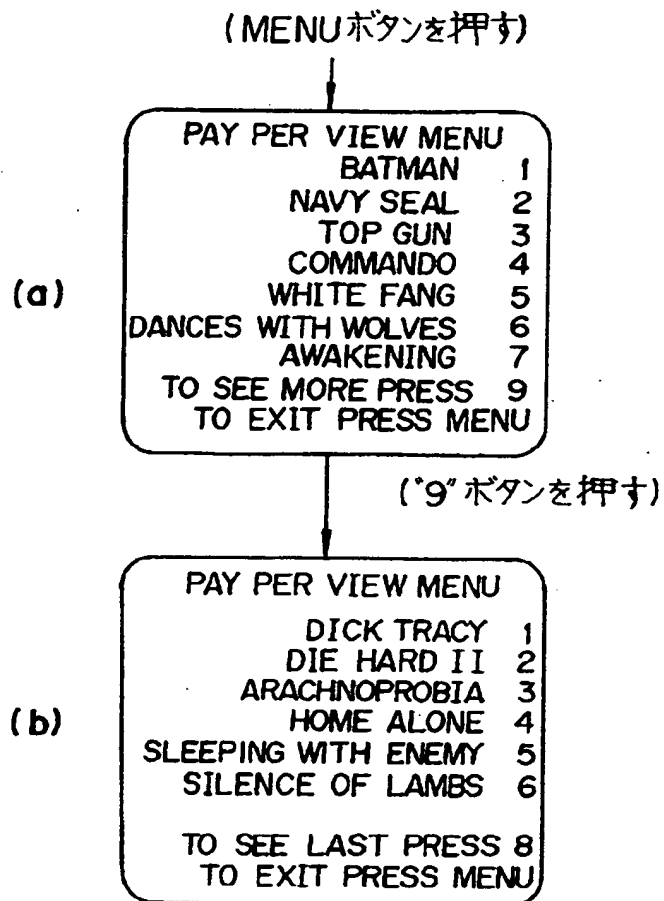 (MENUボタンを押す)
PAY PER VIEW MENU
BATMAN 1
NAVY SEAL 2
TOP GUN 3
COMMANDO 4
(a)
WHITE FANG 5
DANCES WITH WOLVES 6
AWAKENING 7
TO SEE MORE PRESS 9
TO EXIT PRESS MENU
("9"ボタンを押す)
PAY PER VIEW MENU
DICK TRACY 1
DIE HARD II 2
ARACHNOPROBIA 3
(b)
HOME ALONE 4
SLEEPING WITH ENEMY 5
SILENCE OF LAMBS 6
TO SEE LAST PRESS 8
TO EXIT PRESS MENU